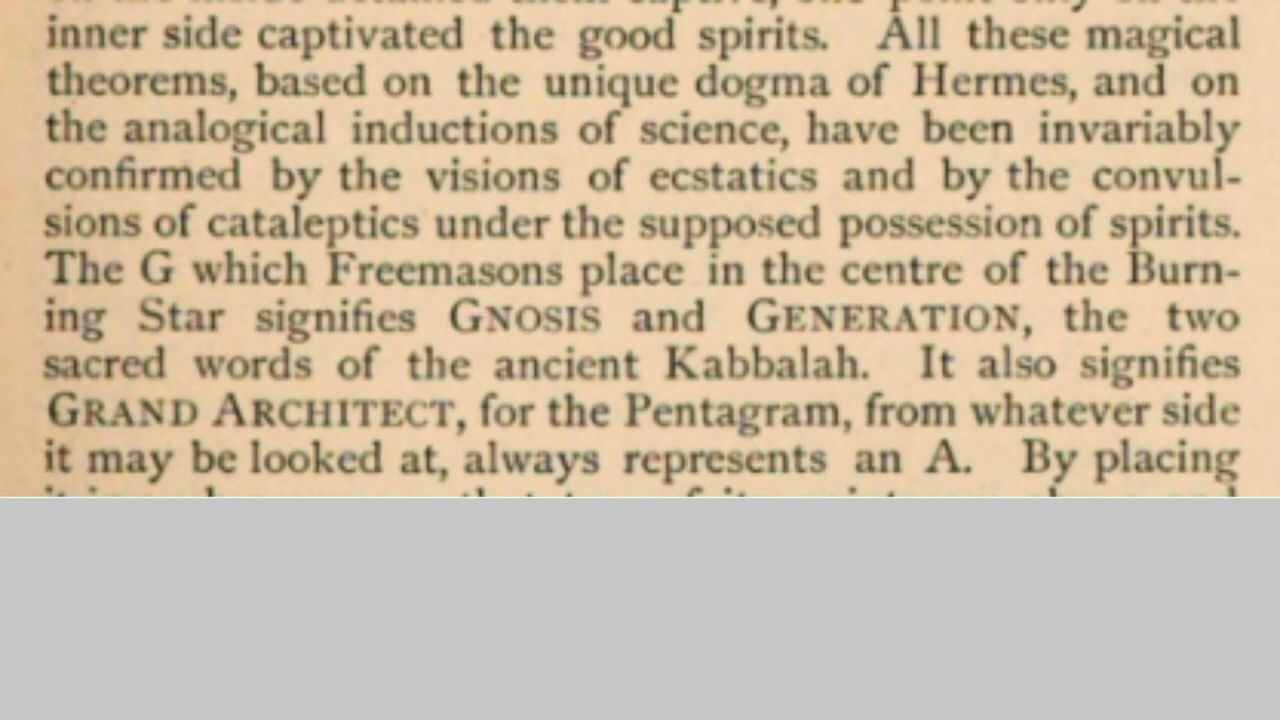 inner side captivated the good spirits. All these magical
theorems, based on the unique dogma of Hermes, and on
the analogical inductions of science, have been invariably
confirmed by the visions of ecstatics and by the convul-
sions of cataleptics under the supposed possession of spirits.
The G which Freemasons place in the centre of the Burn-
ing Star signifies GNOSIS and GENERATION, the two
sacred words of the ancient Kabbalah. It also signifies
GRAND ARCHITECT, for the Pentagram, from whatever side
it may be looked at, always represents an A. By placing